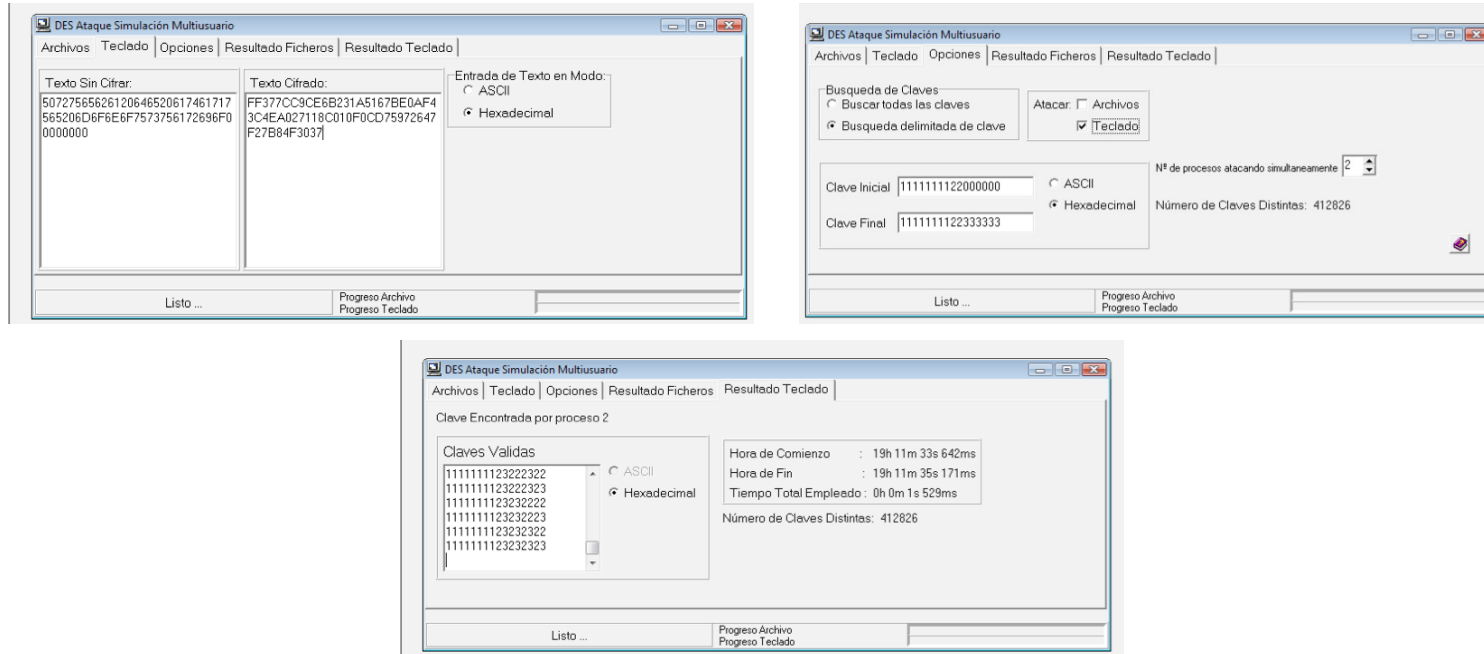 DES Ataque Simulación Multiusuario
Archivos Teclado Opciones Resultado Ficheros Resultado Teclado
Texto Sin Cifrar:
50727565626120646520617461717
565206D6F6E6F7573756172696F0
0000000
Texto Cifrado:
FF377CC9CE6B231A5167BE0AF4
3C4EA027118C010F0CD75972647
F27B84F3037
Entrada de Texto en Modo:
ASCII
Hexadecimal
Listo ...
Progreso Archivo
Progreso Teclado
DES Ataque Simulación Multiusuario
Archivos Teclado Opciones Resultado Ficheros Resultado Teclado
Busqueda de Claves
Buscar todas las claves
Busqueda delimitada de clave
Atacar: Archivos
Teclado
Clave Inicial 1111111122000000
Clave Final 1111111122333333
ASCII
Hexadecimal
Nº de procesos atacando simultaneamente 2
Número de Claves Distintas: 412826
Listo ...
Progreso Archivo
Progreso Teclado
DES Ataque Simulación Multiusuario
Archivos Teclado Opciones Resultado Ficheros Resultado Teclado
Clave Encontrada por proceso 2
Claves Validas
1111111123222322
1111111123222323
1111111123232222
1111111123232223
1111111123232322
1111111123232323
ASCII
Hexadecimal
Hora de Comienzo : 19h 11m 33s 642ms
Hora de Fin : 19h 11m 35s 171ms
Tiempo Total Empleado : 0h 0m 1s 529ms
Número de Claves Distintas: 412826
Listo ...
Progreso Archivo
Progreso Teclado